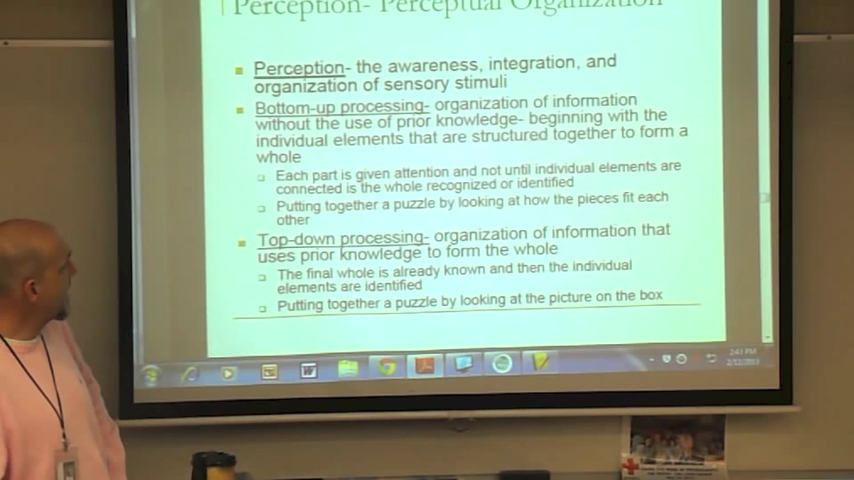 Perception- Perceptual Organization
Perception- the awareness, integration, and
organization of sensory stimuli
Bottom-up processing- organization of information
without the use of prior knowledge- beginning with the
individual elements that are structured together to form a
whole
Each part is given attention and not until individual elements are
connected is the whole recognized or identified
Putting together a puzzle by looking at how the pieces fit each
other
Top-down processing- organization of information that
uses prior knowledge to form the whole
The final whole is already known and then the individual
elements are identified
Putting together a puzzle by looking at the picture on the box
2:41 PM